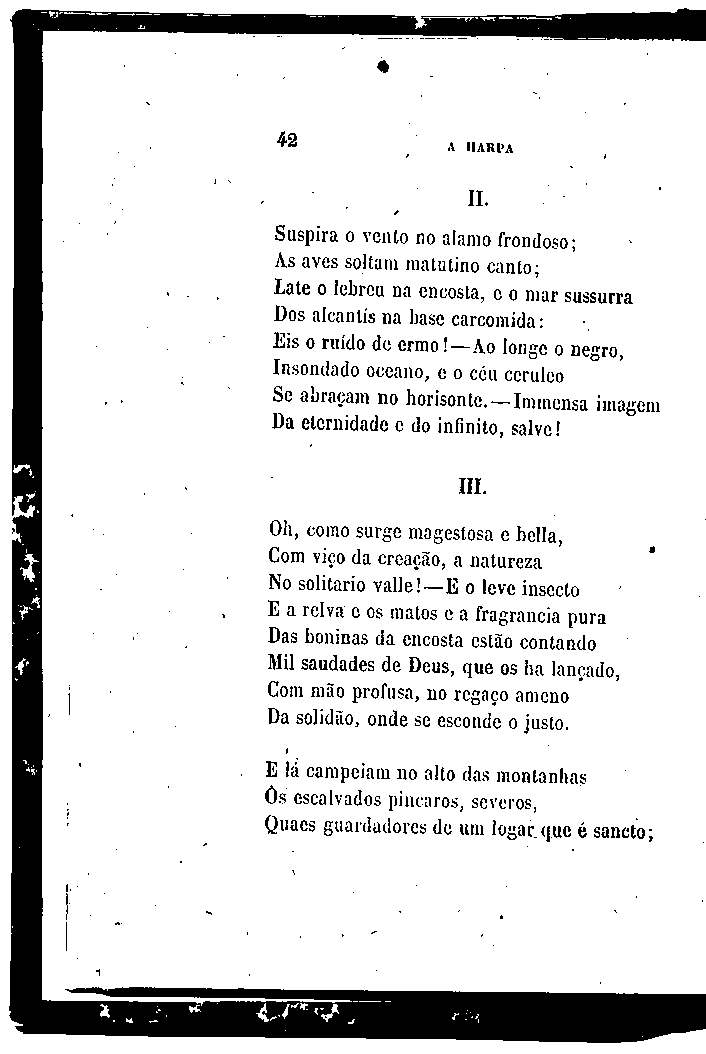 42 A HARPA
II.
Suspira o vento no alamo frondoso;
As aves soltam matutino canto;
Late o lebreu na encosta, e o mar sussurra
Dos alcantís na base carcomida:
Eis o ruído de ermo!—Ao longe o negro,
Insondado oceano, e o céu ceruleo
Se abraçam no horisonte.—Immensa imagem
Da eternidade e do infinito, salve!
III.
Oh, como surge magestosa e bella,
Com viço da creação, a natureza
No solitario valle!—E o leve insecto
E a relva e os matos e a fragrancia pura
Das boninas da encosta estão contando
Mil saudades de Deus, que os ha lançado,
Com mão profusa, no regaço ameno
Da solidão, onde se esconde o justo.
E lá campeiam no alto das montanhas
Os escalvados pincaros, severos,
Quaes guardadores de um logar que é sancto;